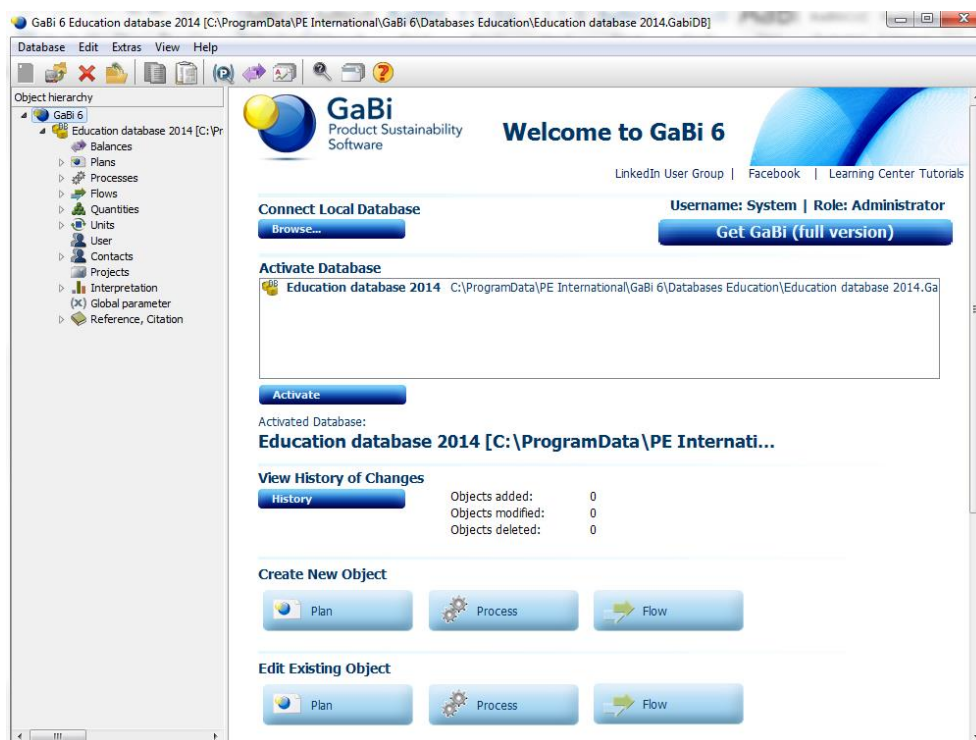 GaBi 6 Education database 2014 [C:\ProgramData\PE International\GaBi 6\Databases Education\Education database 2014.GabiDB]
Database Edit Extras View Help
Object hierarchy
GaBi 6
Education database 2014 [C:\Pr
Balances
Plans
Processes
Flows
Quantities
Units
User
Contacts
Projects
Interpretation
(x) Global parameter
Reference, Citation
GaBi
Product Sustainability
Software
Welcome to GaBi 6
LinkedIn User Group | Facebook | Learning Center Tutorials
Connect Local Database
Username: System | Role: Administrator
Browse...
Get GaBi (full version)
Activate Database
Education database 2014 C:\ProgramData\PE International\GaBi 6\Databases Education\Education database 2014.Ga
Activate
Activated Database:
Education database 2014 [C:\ProgramData\PE Internati...
View History of Changes
History
Objects added: 0
Objects modified: 0
Objects deleted: 0
Create New Object
Plan Process Flow
Edit Existing Object
Plan Process Flow